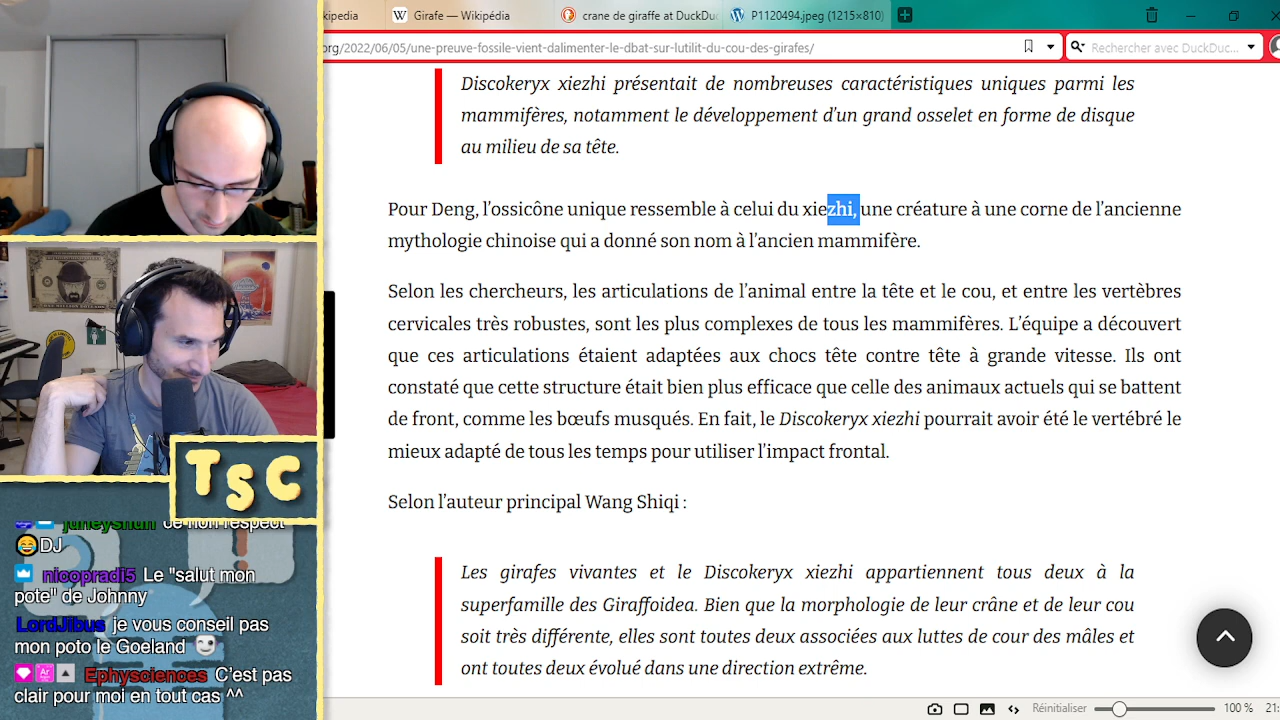 kipedia
Girafe — Wikipédia
crane de giraffe at DuckDuc
P1120494.jpeg (1215×810)
org/2022/06/05/une-preuve-fossile-vient-dalimenter-le-dbat-sur-lutilit-du-cou-des-girafes/
Rechercher avec DuckDuc...
Discokeryx xiezhi présentait de nombreuses caractéristiques uniques parmi les
mammifères, notamment le développement d'un grand osselet en forme de disque
au milieu de sa tête.
Pour Deng, l'ossicône unique ressemble à celui du xiezhi, une créature à une corne de l'ancienne
mythologie chinoise qui a donné son nom à l'ancien mammifère.
Selon les chercheurs, les articulations de l'animal entre la tête et le cou, et entre les vertèbres
cervicales très robustes, sont les plus complexes de tous les mammifères. L'équipe a découvert
que ces articulations étaient adaptées aux chocs tête contre tête à grande vitesse. Ils ont
constaté que cette structure était bien plus efficace que celle des animaux actuels qui se battent
de front, comme les bœufs musqués. En fait, le Discokeryx xiezhi pourrait avoir été le vertébré le
mieux adapté de tous les temps pour utiliser l'impact frontal.
Selon l'auteur principal Wang Shiqi :
Les girafes vivantes et le Discokeryx xiezhi appartiennent tous deux à la
superfamille des Giraffoidea. Bien que la morphologie de leur crâne et de leur cou
soit très différente, elles sont toutes deux associées aux luttes de cour des mâles et
ont toutes deux évolué dans une direction extrême.
Réinitialiser
100 %
21:
TSC
DJ
nicopradi5 Le "salut mon
pote" de Johnny
LordJibus je vous conseil pas
mon poto le Goeland
Ephysciences C'est pas
clair pour moi en tout cas ^^